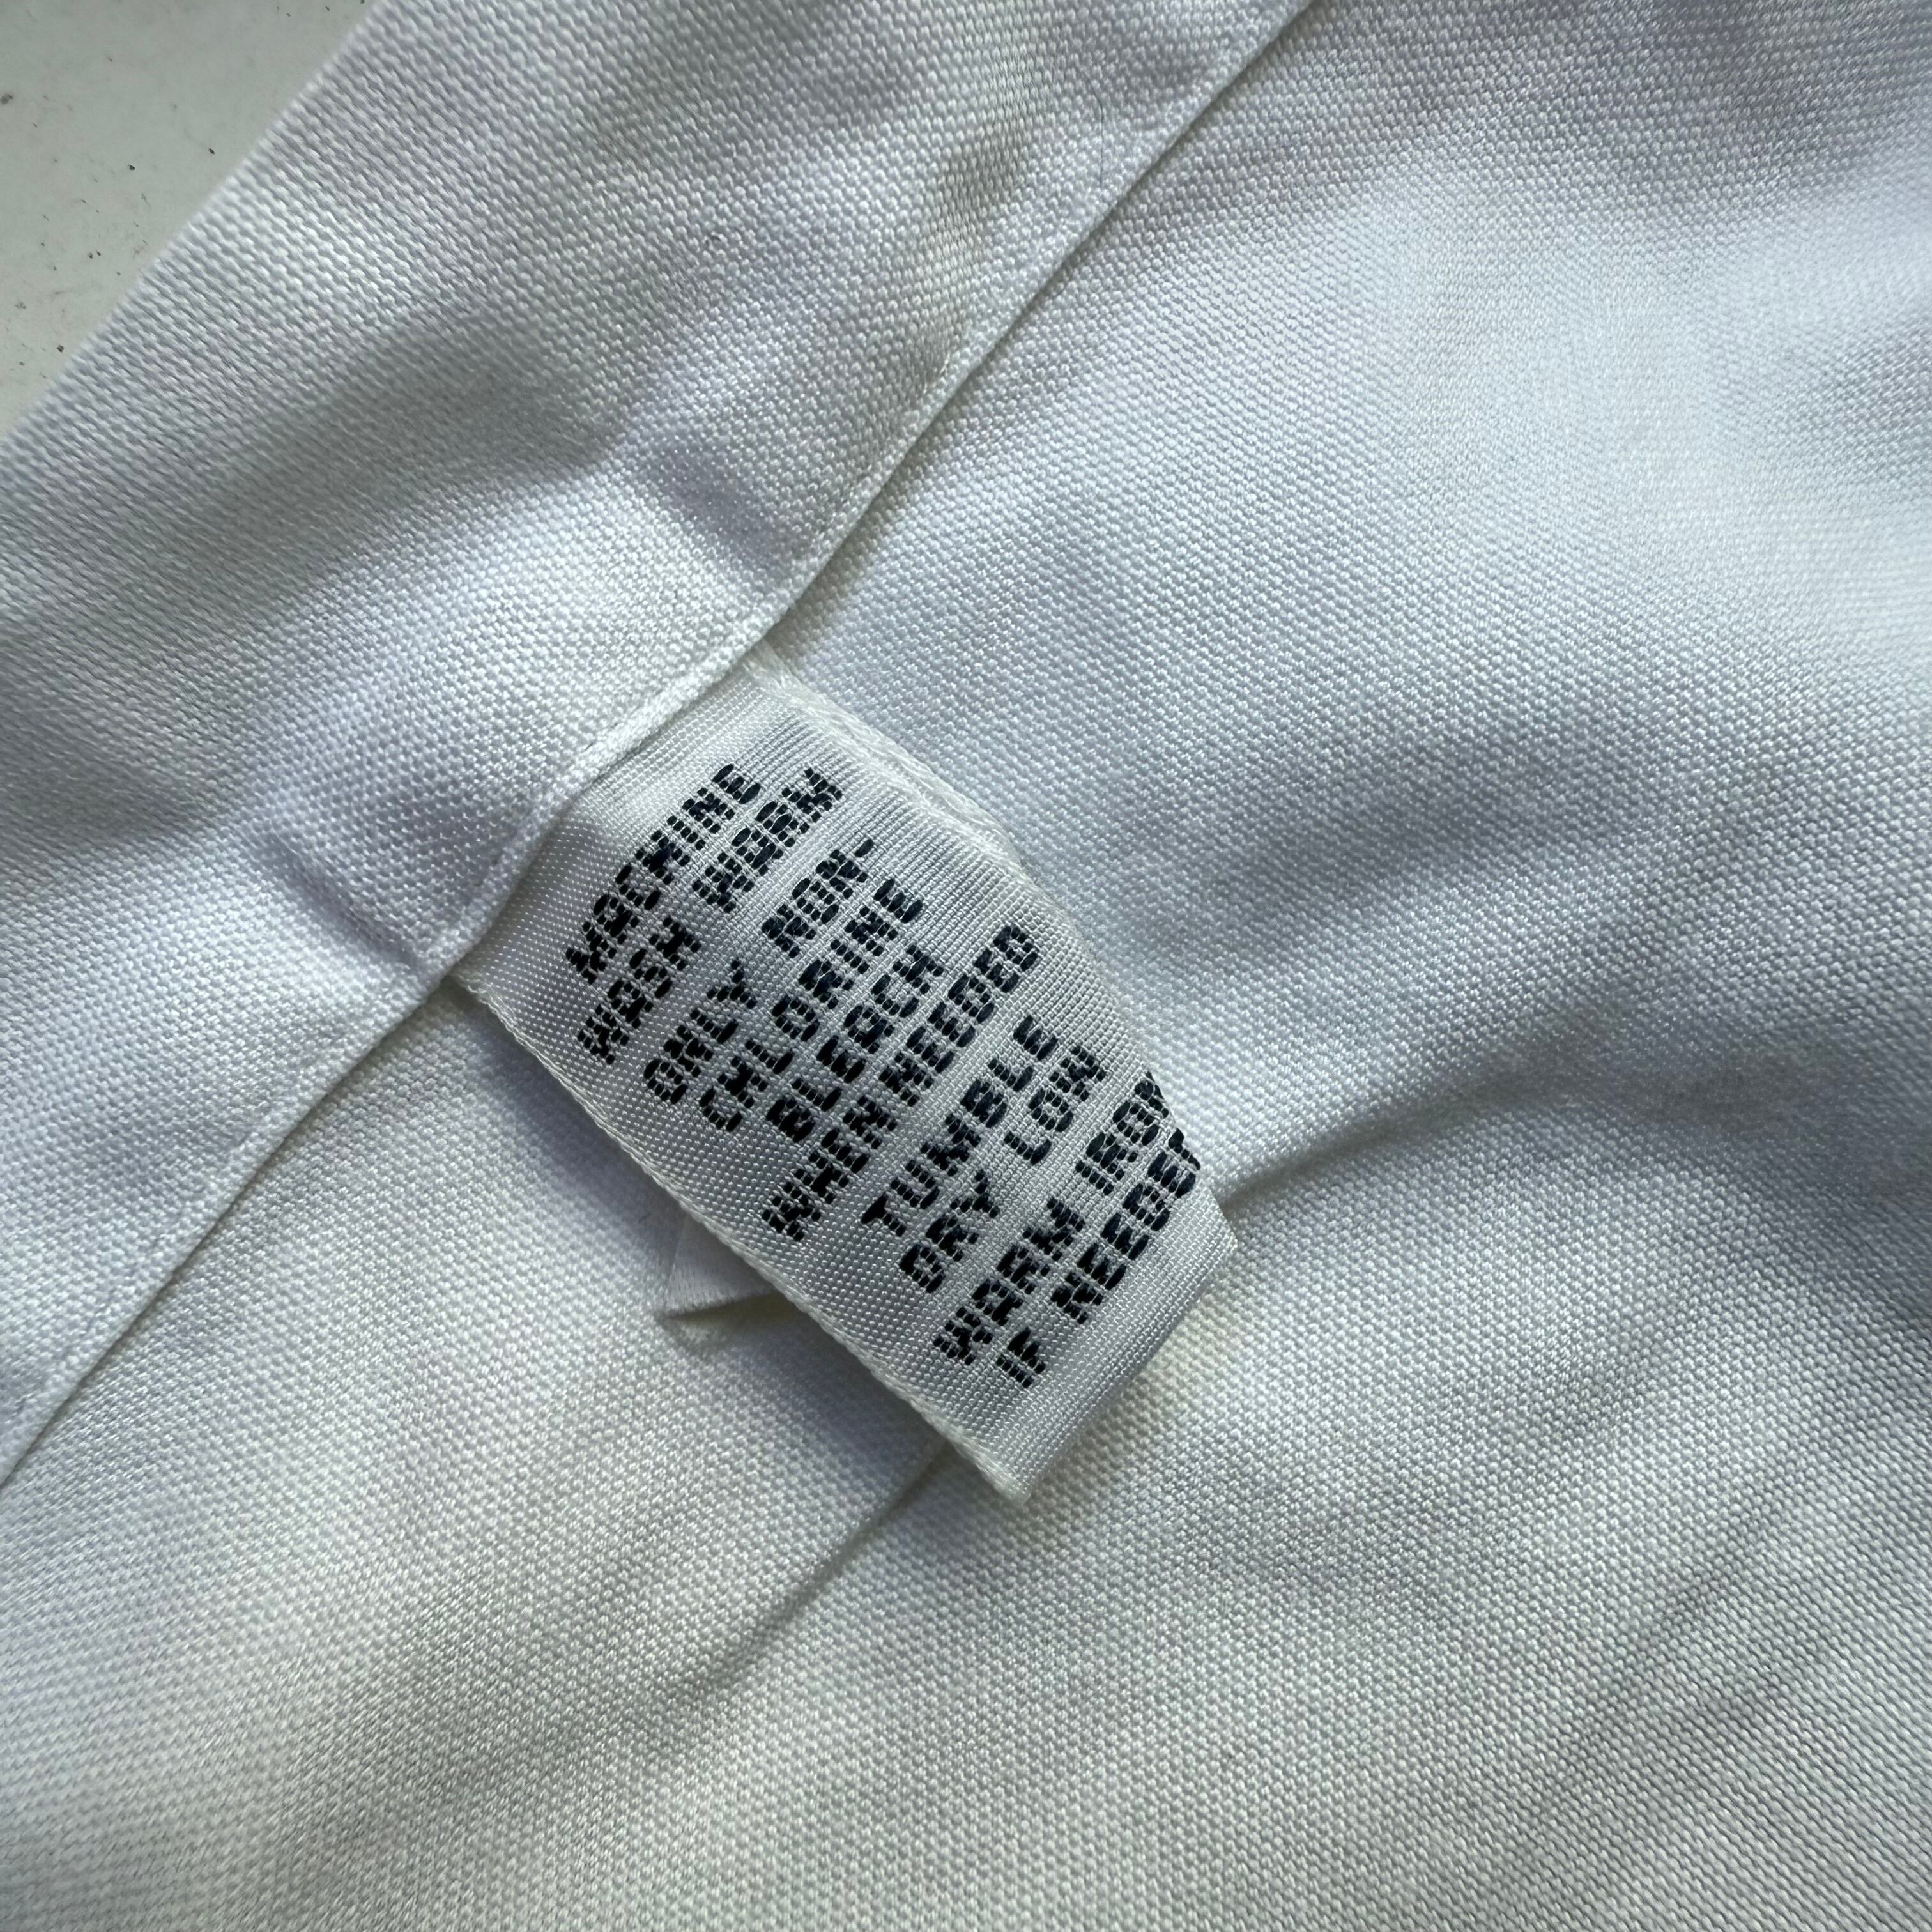 MACHINE
WASH WARM
ONLY NON-
CHLORINE
BLEACH
WHEN NEEDED
TUMBLE
DRY LOW
WARM IRON
IF NEEDED